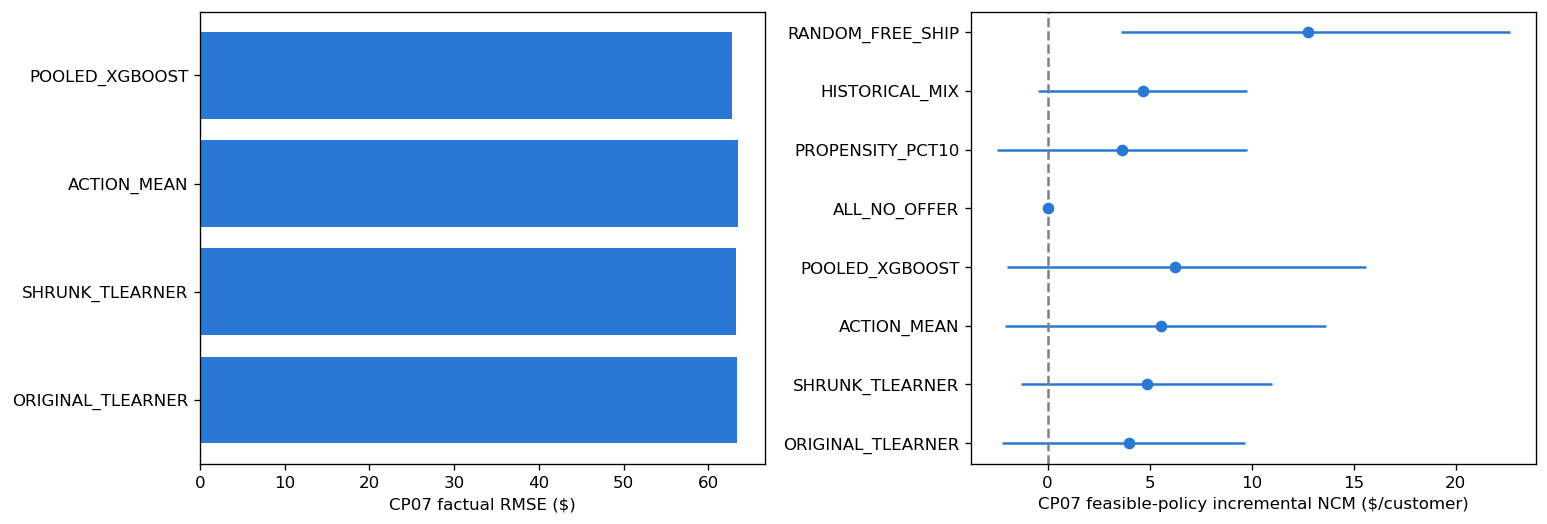 POOLED_XGBOOST
ACTION_MEAN
SHRUNK_TLEARNER
ORIGINAL_TLEARNER
0 10 20 30 40 50 60
CP07 factual RMSE ($)
RANDOM_FREE_SHIP
HISTORICAL_MIX
PROPENSITY_PCT10
ALL_NO_OFFER
POOLED_XGBOOST
ACTION_MEAN
SHRUNK_TLEARNER
ORIGINAL_TLEARNER
0 5 10 15 20
CP07 feasible-policy incremental NCM ($/customer)